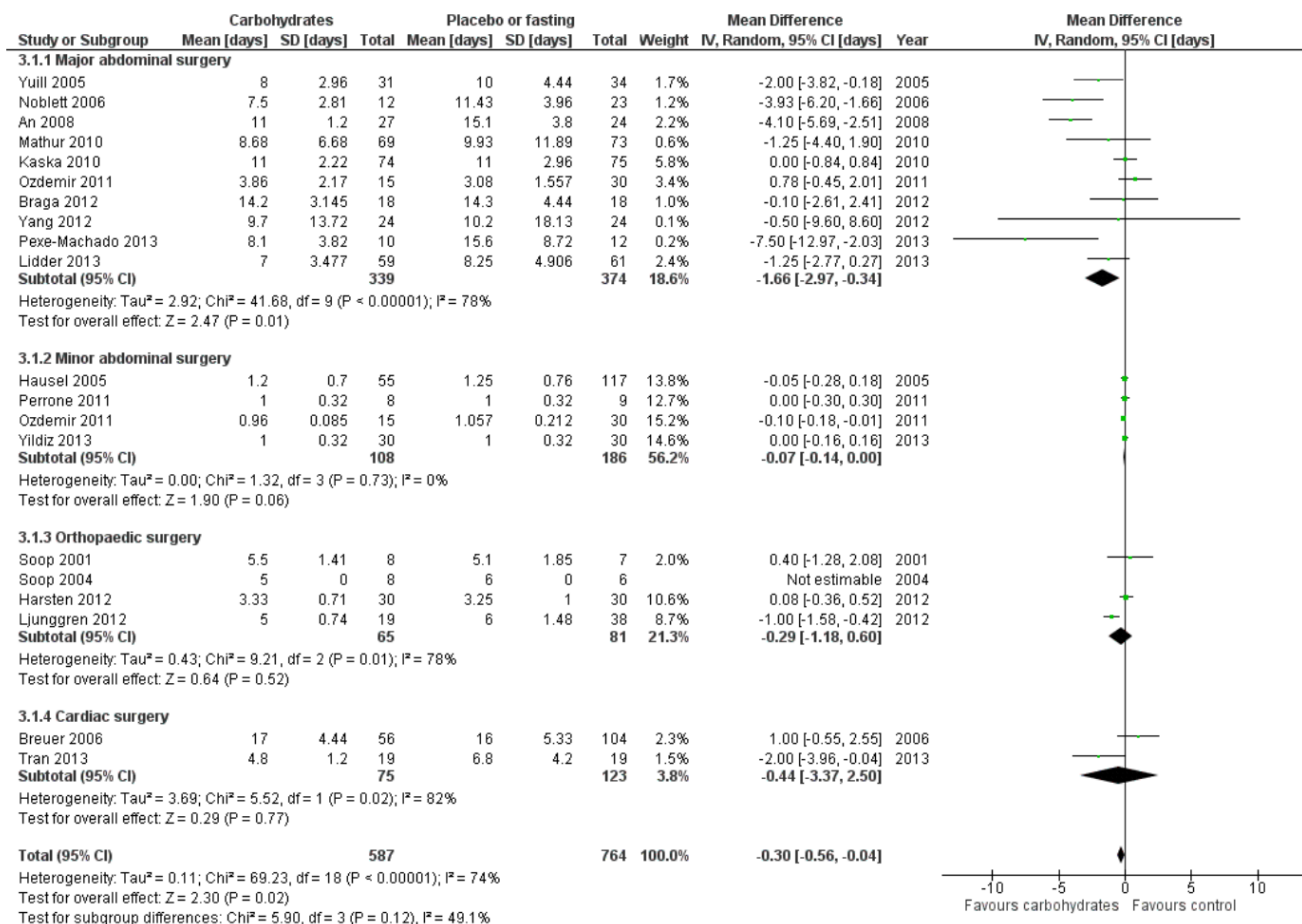 Carbohydrates Placebo or fasting Mean Difference Mean Difference
Study or Subgroup Mean [days] SD [days] Total Mean [days] SD [days] Total Weight IV, Random, 95% CI [days] Year IV, Random, 95% CI [days]
3.1.1 Major abdominal surgery
Yuill 2005 8 2.96 31 10 4.44 34 1.7% -2.00 [-3.82, -0.18] 2005
Noblett 2006 7.5 2.81 12 11.43 3.96 23 1.2% -3.93 [-6.20, -1.66] 2006
An 2008 11 1.2 27 15.1 3.8 24 2.2% -4.10 [-5.69, -2.51] 2008
Mathur 2010 8.68 6.68 69 9.93 11.89 73 0.6% -1.25 [-4.40, 1.90] 2010
Kaska 2010 11 2.22 74 11 2.96 75 5.8% 0.00 [-0.84, 0.84] 2010
Ozdemir 2011 3.86 2.17 15 3.08 1.557 30 3.4% 0.78 [-0.45, 2.01] 2011
Braga 2012 14.2 3.145 18 14.3 4.44 18 1.0% -0.10 [-2.61, 2.41] 2012
Yang 2012 9.7 13.72 24 10.2 18.13 24 0.1% -0.50 [-9.60, 8.60] 2012
Pexe-Machado 2013 8.1 3.82 10 15.6 8.72 12 0.2% -7.50 [-12.97, -2.03] 2013
Lidder 2013 7 3.477 59 8.25 4.906 61 2.4% -1.25 [-2.77, 0.27] 2013
Subtotal (95% CI) 339 374 18.6% -1.66 [-2.97, -0.34]
Heterogeneity: Tau² = 2.92; Chi² = 41.68, df = 9 (P < 0.00001); I² = 78%
Test for overall effect: Z = 2.47 (P = 0.01)
3.1.2 Minor abdominal surgery
Hausel 2005 1.2 0.7 55 1.25 0.76 117 13.8% -0.05 [-0.28, 0.18] 2005
Perrone 2011 1 0.32 8 1 0.32 9 12.7% 0.00 [-0.30, 0.30] 2011
Ozdemir 2011 0.96 0.085 15 1.057 0.212 30 15.2% -0.10 [-0.18, -0.01] 2011
Yildiz 2013 1 0.32 30 1 0.32 30 14.6% 0.00 [-0.16, 0.16] 2013
Subtotal (95% CI) 108 186 56.2% -0.07 [-0.14, 0.00]
Heterogeneity: Tau² = 0.00; Chi² = 1.32, df = 3 (P = 0.73); I² = 0%
Test for overall effect: Z = 1.90 (P = 0.06)
3.1.3 Orthopaedic surgery
Soop 2001 5.5 1.41 8 5.1 1.85 7 2.0% 0.40 [-1.28, 2.08] 2001
Soop 2004 5 0 8 6 0 6 Not estimable 2004
Harsten 2012 3.33 0.71 30 3.25 1 30 10.6% 0.08 [-0.36, 0.52] 2012
Ljunggren 2012 5 0.74 19 6 1.48 38 8.7% -1.00 [-1.58, -0.42] 2012
Subtotal (95% CI) 65 81 21.3% -0.29 [-1.18, 0.60]
Heterogeneity: Tau² = 0.43; Chi² = 9.21, df = 2 (P = 0.01); I² = 78%
Test for overall effect: Z = 0.64 (P = 0.52)
3.1.4 Cardiac surgery
Breuer 2006 17 4.44 56 16 5.33 104 2.3% 1.00 [-0.55, 2.55] 2006
Tran 2013 4.8 1.2 19 6.8 4.2 19 1.5% -2.00 [-3.96, -0.04] 2013
Subtotal (95% CI) 75 123 3.8% -0.44 [-3.37, 2.50]
Heterogeneity: Tau² = 3.69; Chi² = 5.52, df = 1 (P = 0.02); I² = 82%
Test for overall effect: Z = 0.29 (P = 0.77)
Total (95% CI) 587 764 100.0% -0.30 [-0.56, -0.04]
Heterogeneity: Tau² = 0.11; Chi² = 69.23, df = 18 (P < 0.00001); I² = 74%
Test for overall effect: Z = 2.30 (P = 0.02)
Test for subgroup differences: Chi² = 5.90, df = 3 (P = 0.12), I² = 49.1%
-10 -5 0 5 10
Favours carbohydrates Favours control